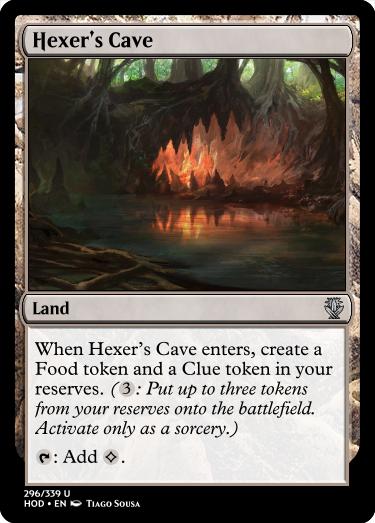 Hexer's Cave
Land
When Hexer's Cave enters, create a
Food token and a Clue token in your
reserves. (3: Put up to three tokens
from your reserves onto the battlefield.
Activate only as a sorcery.)
: Add .
296/339 U
HOD • EN Tiago Sousa